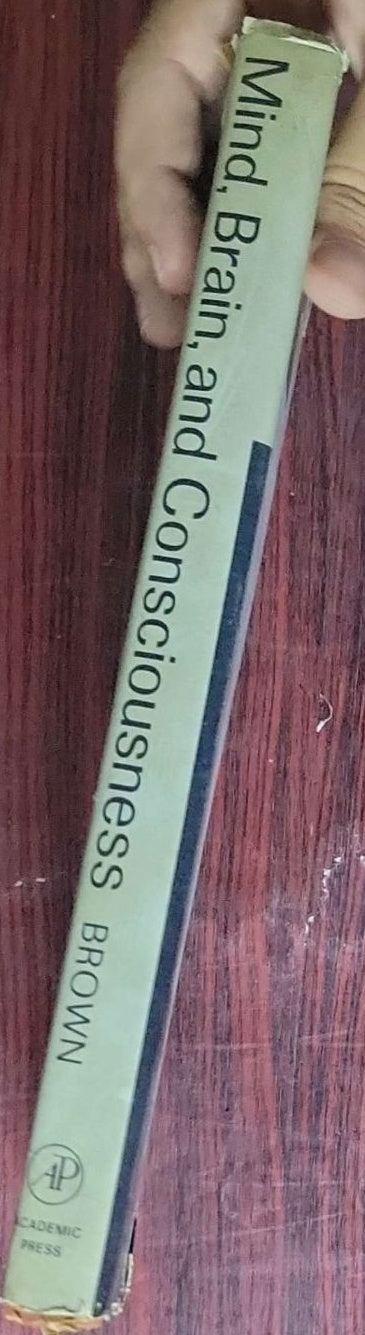 Mind, Brain, and Consciousness BROWN
AP
ACADEMIC
PRESS